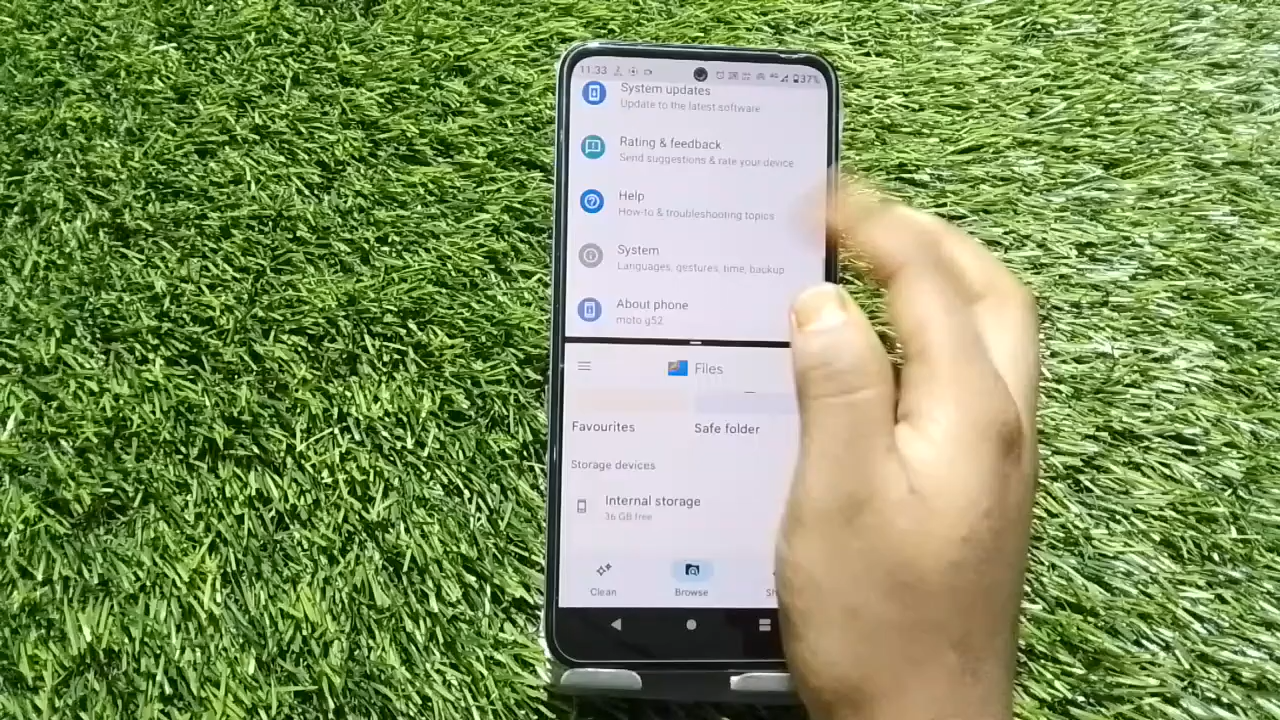 11:33
37%
System updates
Update to the latest software
Rating & feedback
Send suggestions & rate your device
Help
How-to & troubleshooting topics
System
Languages, gestures, time, backup
About phone
moto g52
Files
Favourites
Safe folder
Storage devices
Internal storage
36 GB free
Clean
Browse